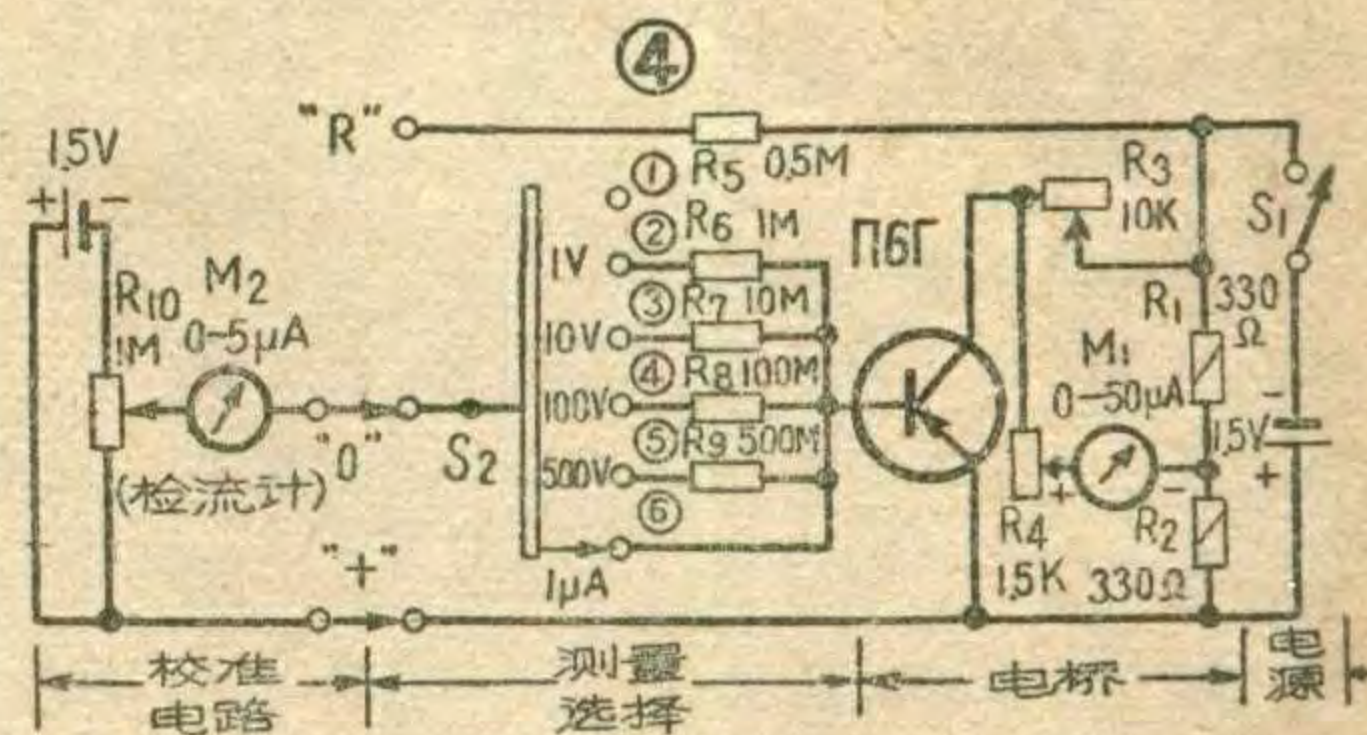 ④
"R"
1.5V
+
-
R5 0.5M
①
②
R6 1M
1V
③
R7 10M
10V
④
R8 100M
100V
⑤
R9 500M
500V
⑥
1μA
R10
1M
M2
0-5μA
(检流计)
"0"
S2
"+"
П6Г
R3
10K
S1
R1
330
Ω
M1
0-50μA
+
-
R4
1.5K
R2
330Ω
1.5V
-
+
校准
电路
测量
选择
电桥
电
源